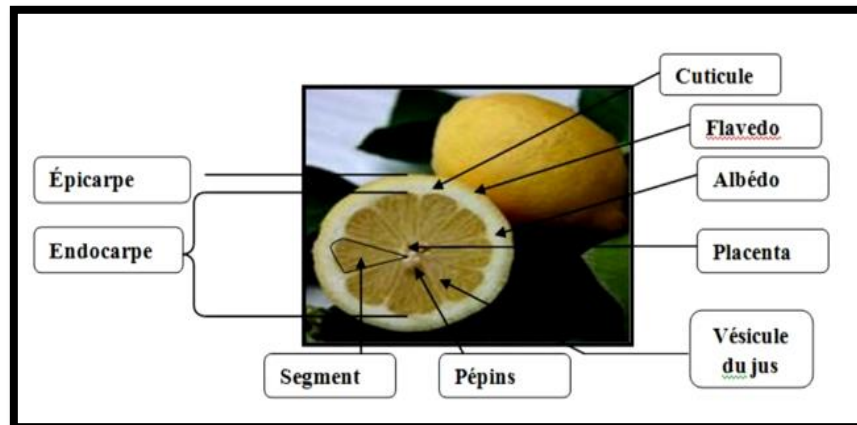 Cuticule
Flavedo
Épicarpe
Albédo
Endocarpe
Placenta
Vésicule
du jus
Segment
Pépins